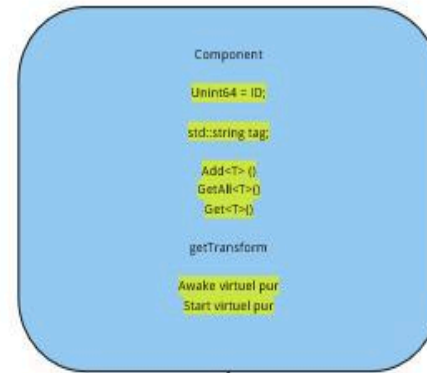 Component
Unint64 = ID;
std::string tag;
Add<T> ()
GetAll<T>()
Get<T>()
getTransform
Awake virtuel pur
Start virtuel pur